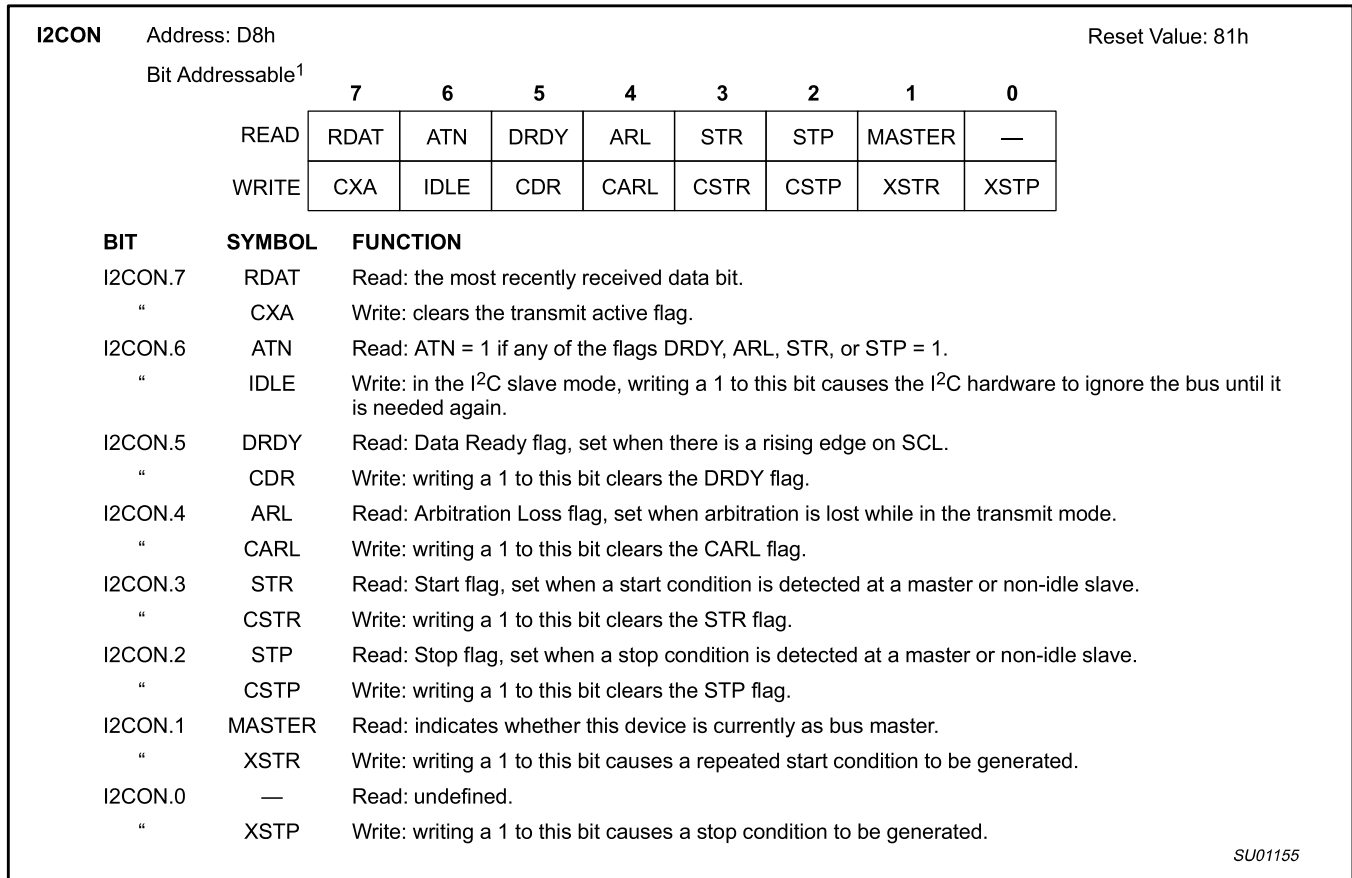 I2CON Address: D8h Reset Value: 81h
Bit Addressable1
7 6 5 4 3 2 1 0
READ RDAT ATN DRDY ARL STR STP MASTER —
WRITE CXA IDLE CDR CARL CSTR CSTP XSTR XSTP
BIT SYMBOL FUNCTION
I2CON.7 RDAT Read: the most recently received data bit.
“ CXA Write: clears the transmit active flag.
I2CON.6 ATN Read: ATN = 1 if any of the flags DRDY, ARL, STR, or STP = 1.
“ IDLE Write: in the I2C slave mode, writing a 1 to this bit causes the I2C hardware to ignore the bus until it
is needed again.
I2CON.5 DRDY Read: Data Ready flag, set when there is a rising edge on SCL.
“ CDR Write: writing a 1 to this bit clears the DRDY flag.
I2CON.4 ARL Read: Arbitration Loss flag, set when arbitration is lost while in the transmit mode.
“ CARL Write: writing a 1 to this bit clears the CARL flag.
I2CON.3 STR Read: Start flag, set when a start condition is detected at a master or non-idle slave.
“ CSTR Write: writing a 1 to this bit clears the STR flag.
I2CON.2 STP Read: Stop flag, set when a stop condition is detected at a master or non-idle slave.
“ CSTP Write: writing a 1 to this bit clears the STP flag.
I2CON.1 MASTER Read: indicates whether this device is currently as bus master.
“ XSTR Write: writing a 1 to this bit causes a repeated start condition to be generated.
I2CON.0 — Read: undefined.
“ XSTP Write: writing a 1 to this bit causes a stop condition to be generated.
SU01155